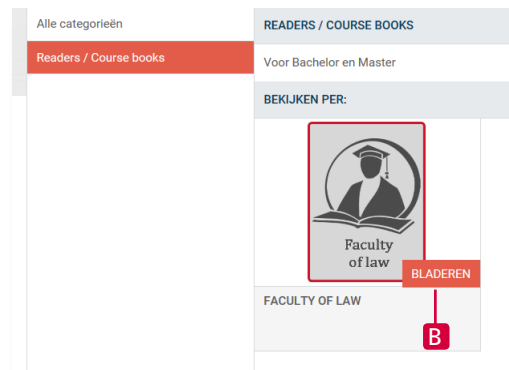 Alle categorieën
Readers / Course books
READERS / COURSE BOOKS
Voor Bachelor en Master
BEKIJKEN PER:
Faculty
of law
BLADEREN
FACULTY OF LAW
B